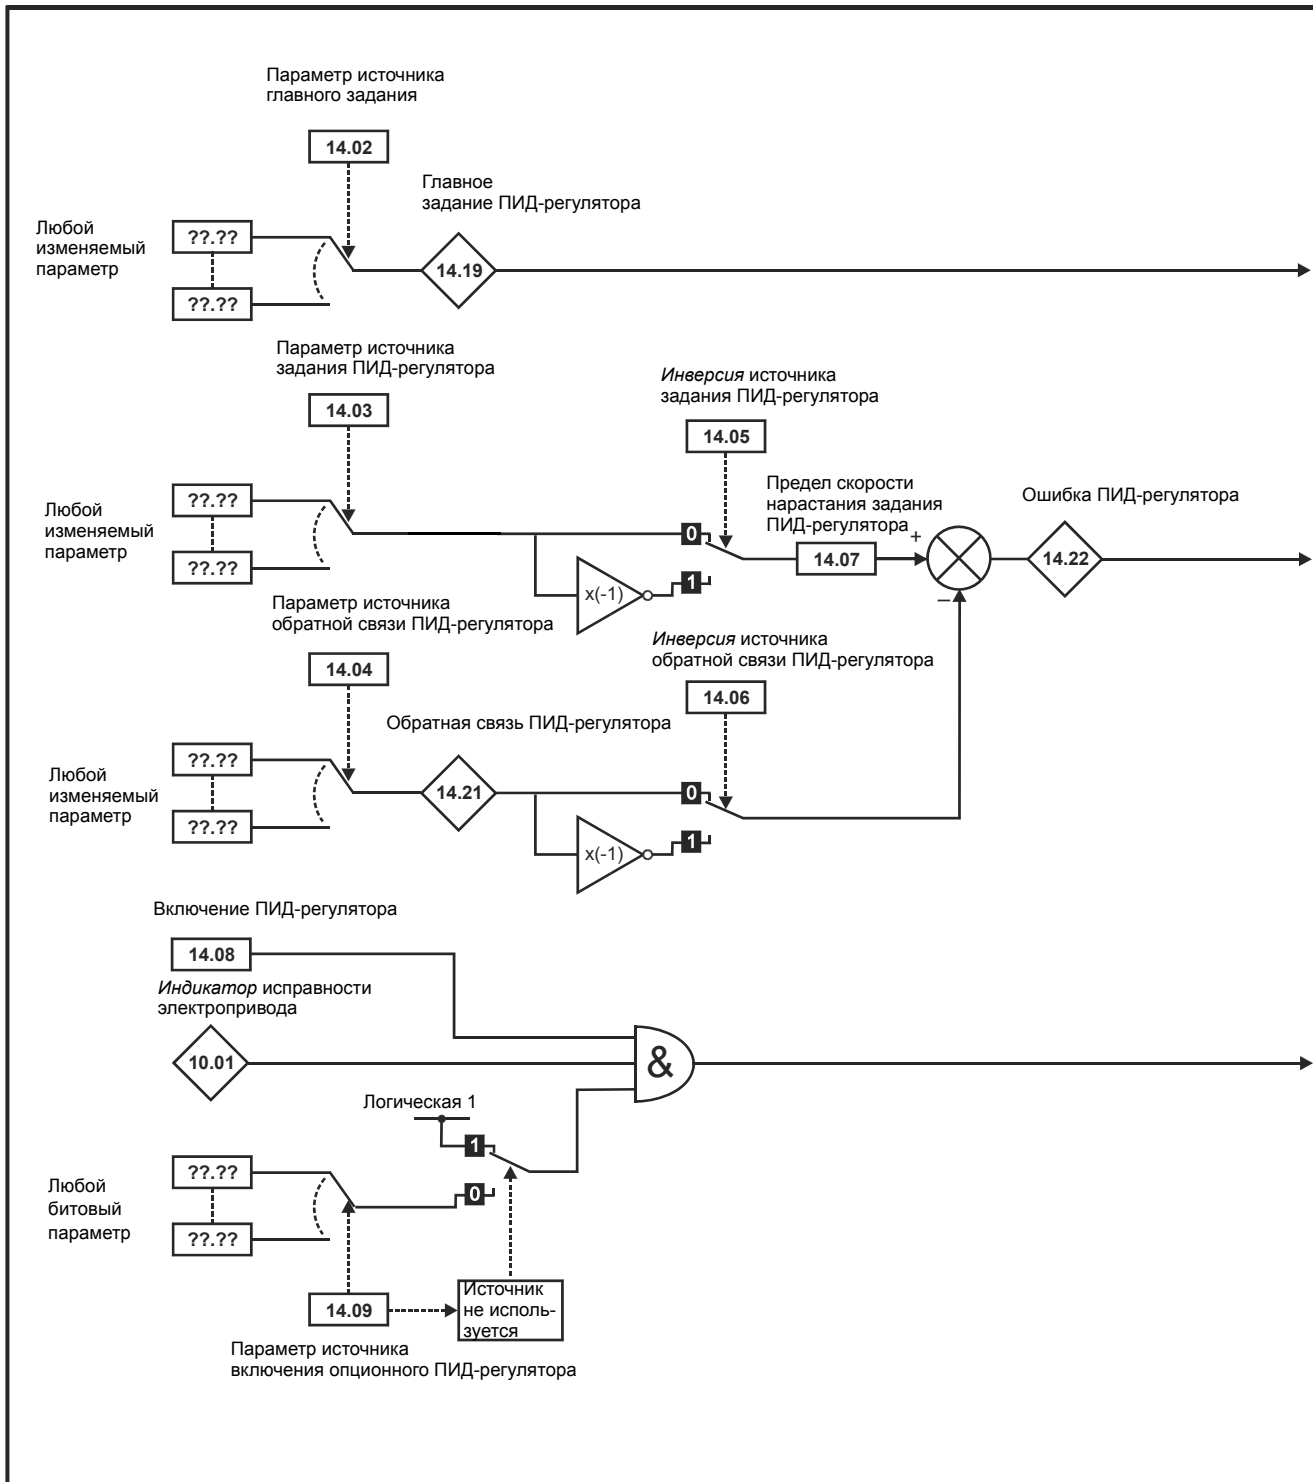 Параметр источника
главного задания
14.02
Главное
задание ПИД-регулятора
Любой
изменяемый
параметр
??.??
??.??
14.19
Параметр источника
задания ПИД-регулятора
14.03
Инверсия источника
задания ПИД-регулятора
14.05
Любой
изменяемый
параметр
??.??
??.??
0
1
x(-1)
Предел скорости
нарастания задания
ПИД-регулятора
14.07
+
−
Ошибка ПИД-регулятора
14.22
Параметр источника
обратной связи ПИД-регулятора
14.04
Инверсия источника
обратной связи ПИД-регулятора
14.06
Обратная связь ПИД-регулятора
Любой
изменяемый
параметр
??.??
??.??
14.21
0
1
x(-1)
Включение ПИД-регулятора
14.08
Индикатор исправности
электропривода
10.01
&
Логическая 1
1
0
Любой
битовый
параметр
??.??
??.??
14.09
Источник
не исполь-
зуется
Параметр источника
включения опционного ПИД-регулятора